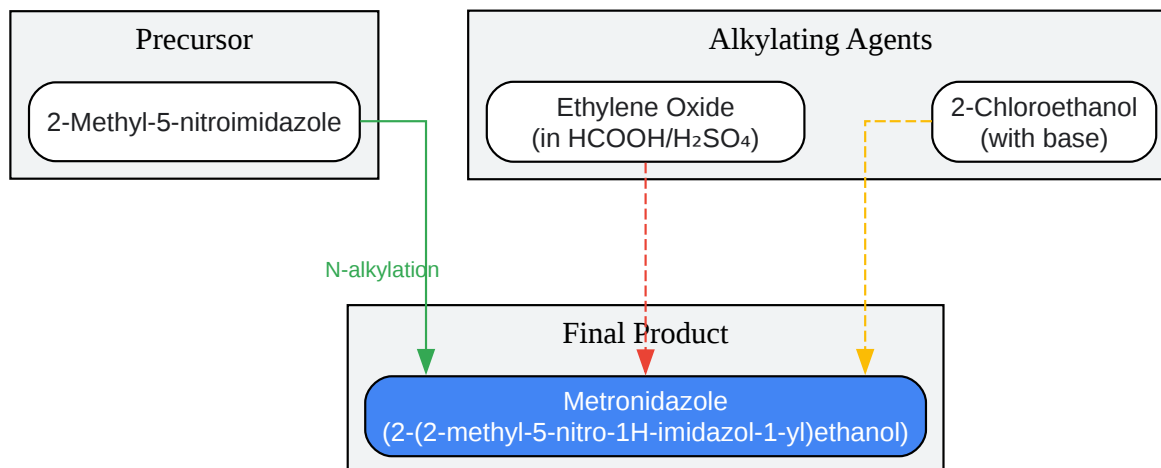 Precursor
2-Methyl-5-nitroimidazole
Alkylating Agents
Ethylene Oxide
(in HCOOH/H₂SO₄)
2-Chloroethanol
(with base)
N-alkylation
Final Product
Metronidazole
(2-(2-methyl-5-nitro-1H-imidazol-1-yl)ethanol)